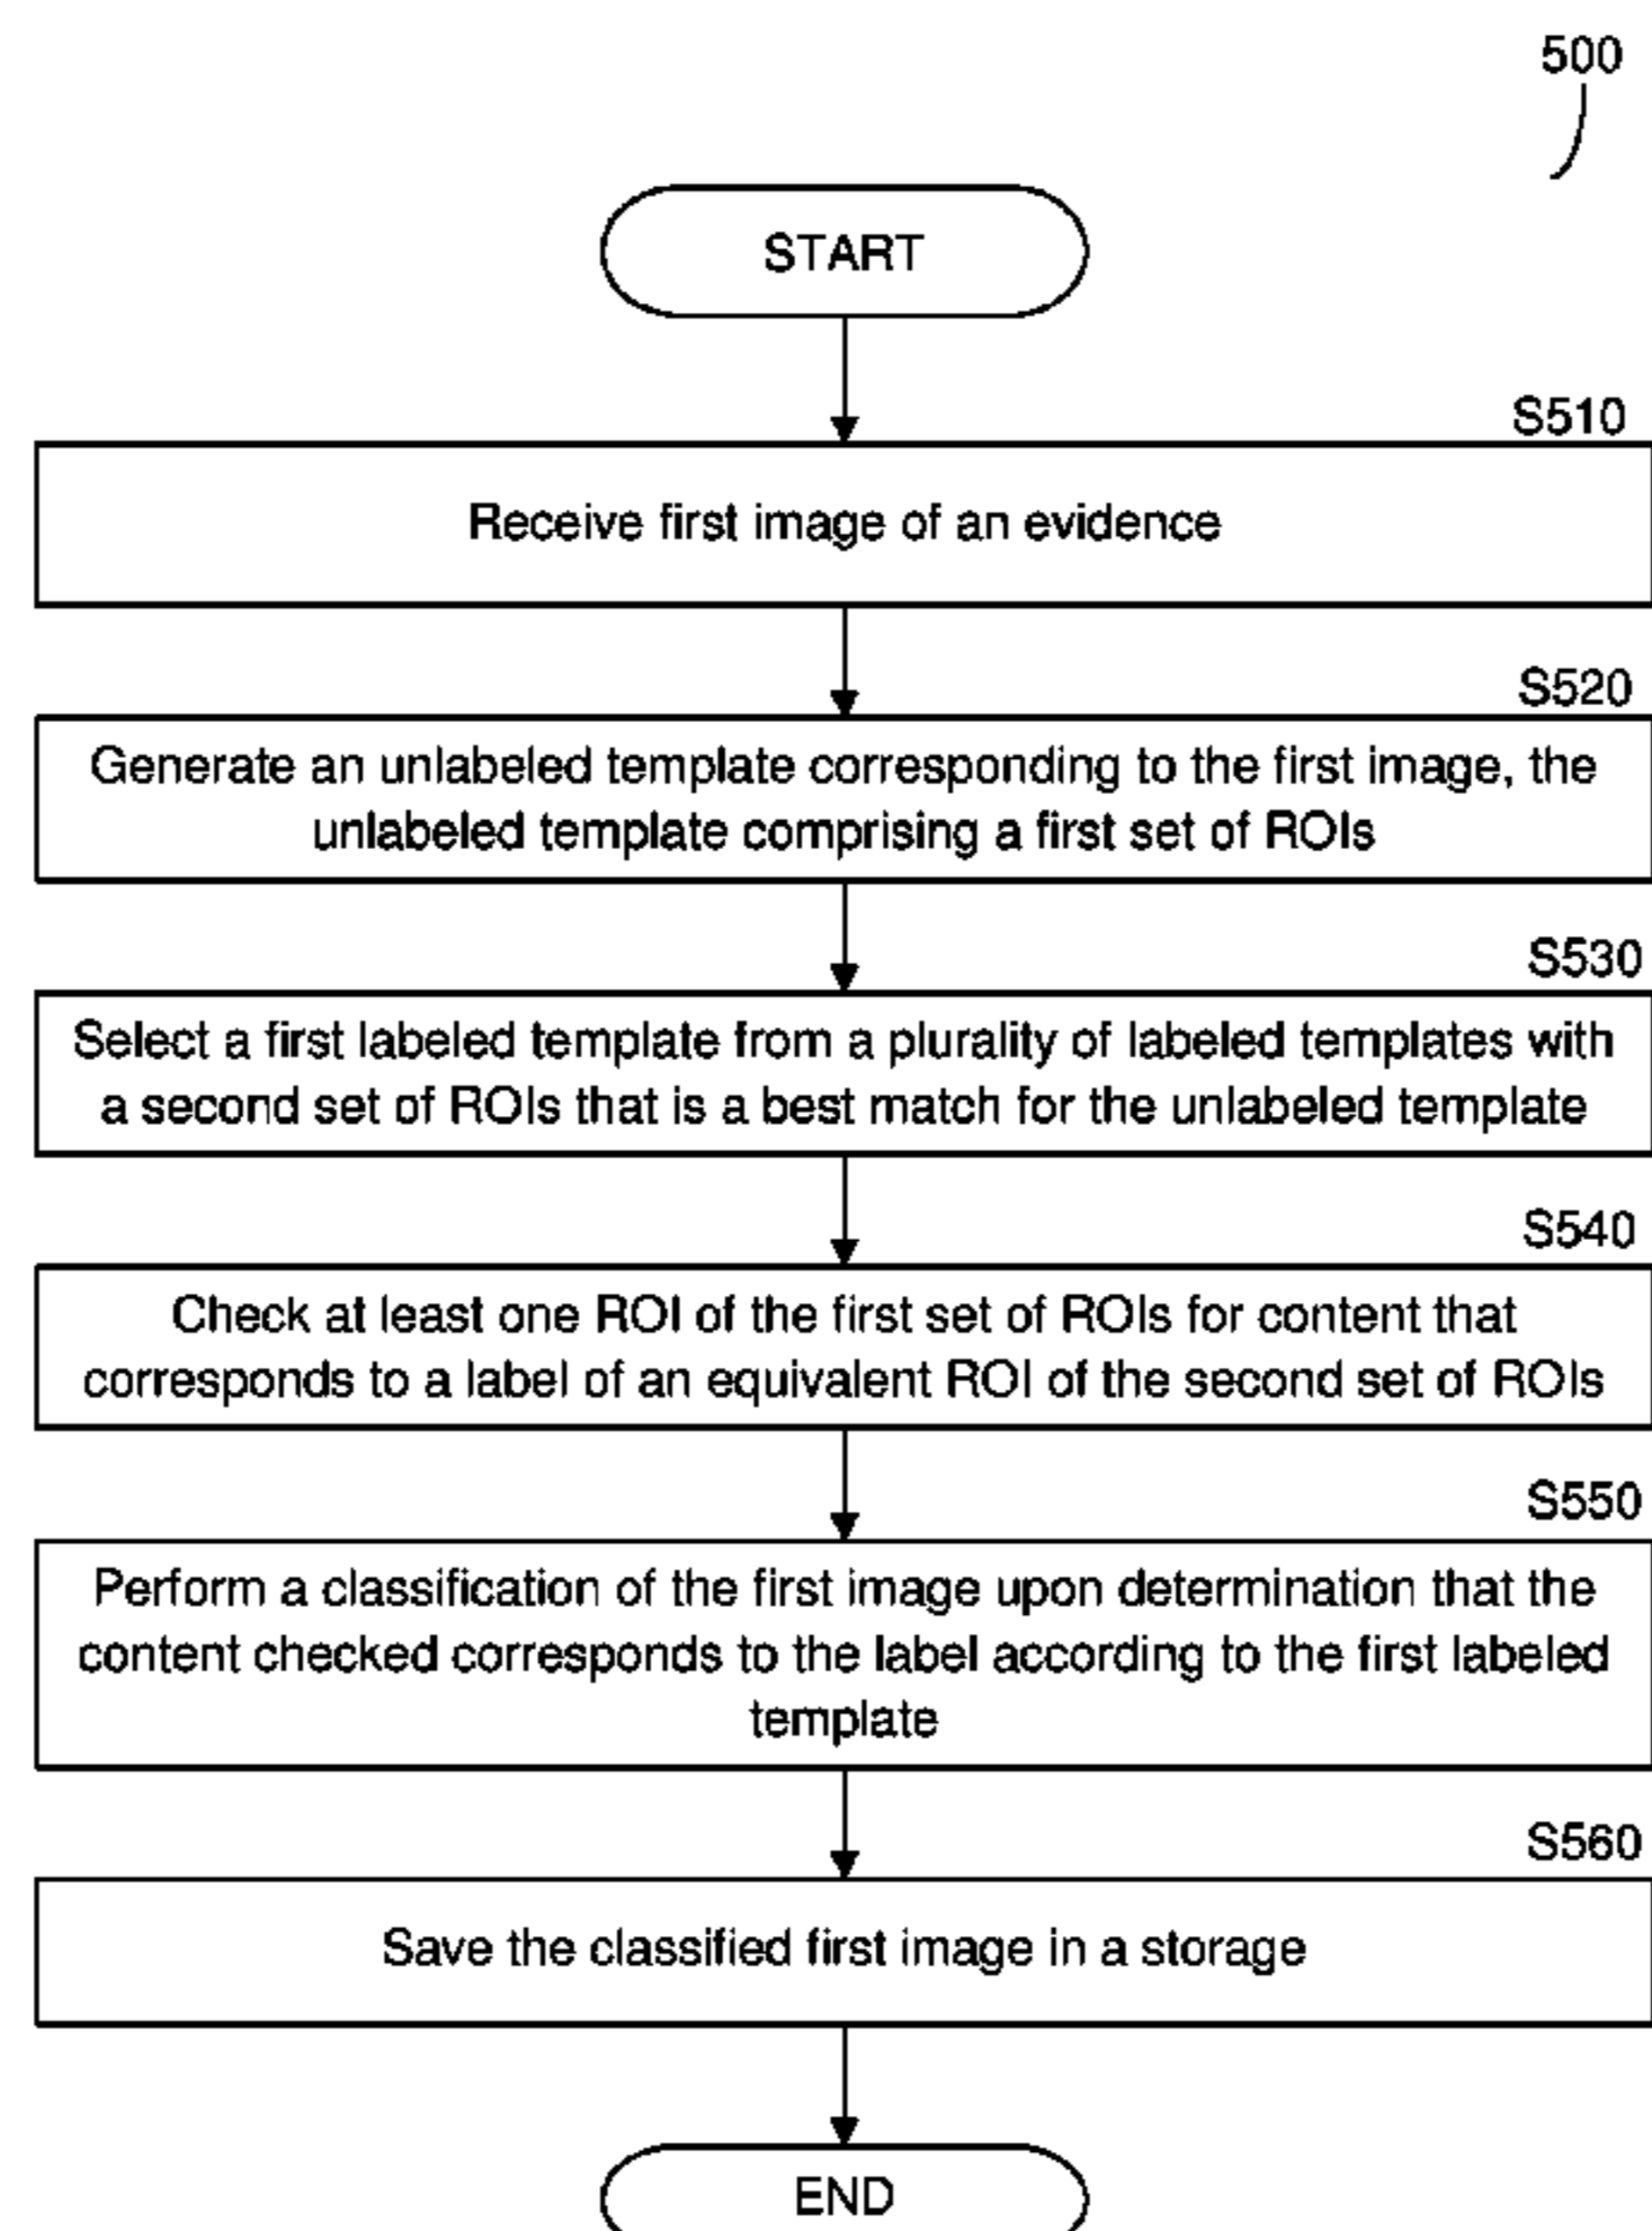 500
START
S510
Receive first image of an evidence
S520
Generate an unlabeled template corresponding to the first image, the
unlabeled template comprising a first set of ROIs
S530
Select a first labeled template from a plurality of labeled templates with
a second set of ROIs that is a best match for the unlabeled template
S540
Check at least one ROI of the first set of ROIs for content that
corresponds to a label of an equivalent ROI of the second set of ROIs
S550
Perform a classification of the first image upon determination that the
content checked corresponds to the label according to the first labeled
template
S560
Save the classified first image in a storage
END